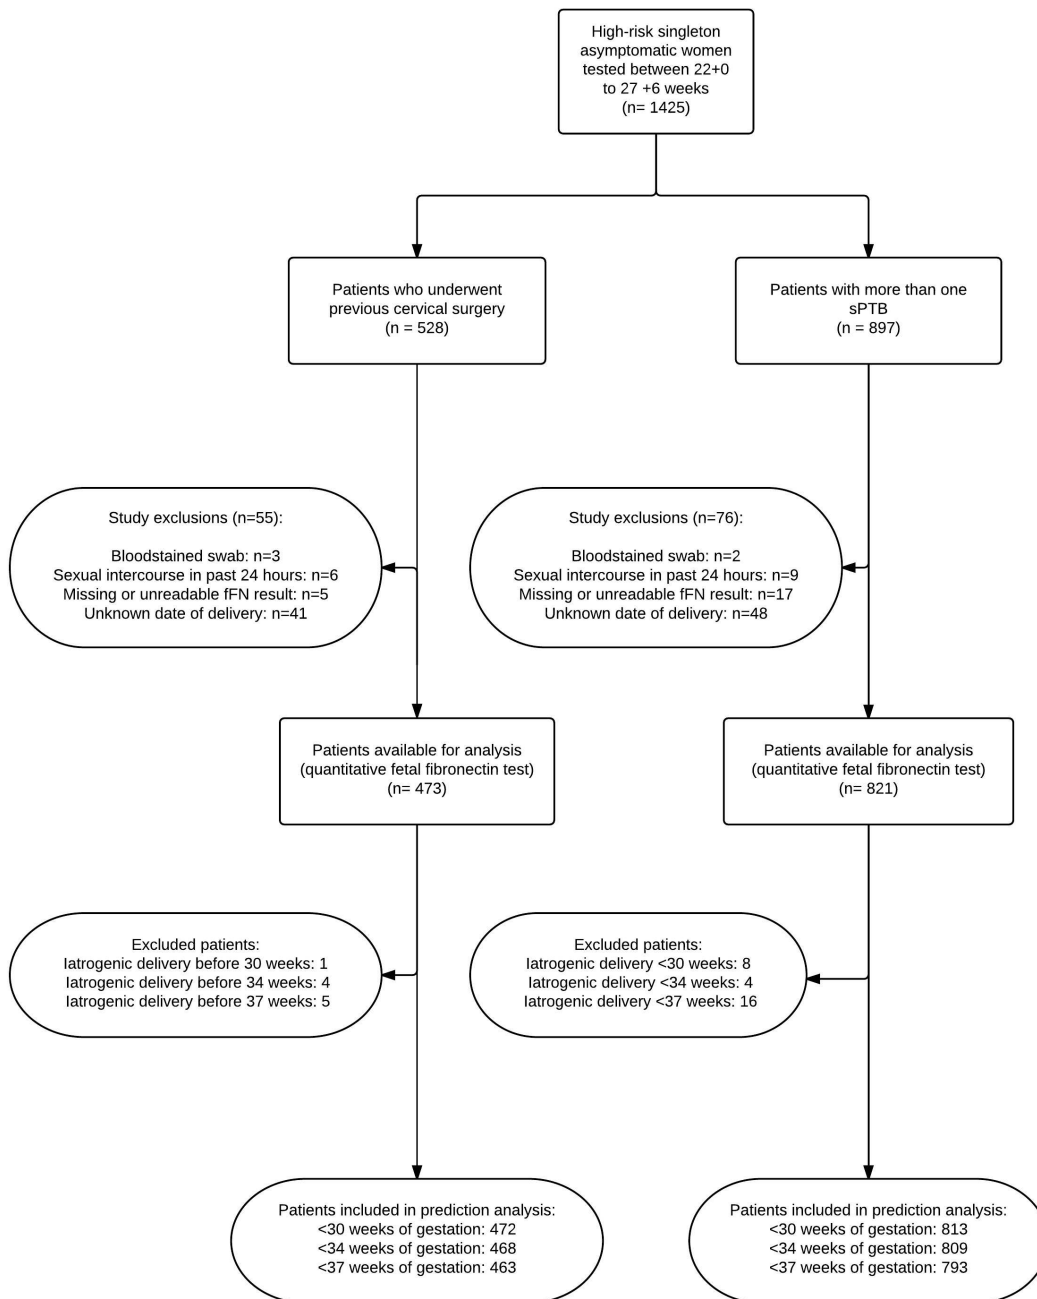 High-risk singleton
asymptomatic women
tested between 22+0
to 27 +6 weeks
(n= 1425)
Patients who underwent
previous cervical surgery
(n = 528)
Patients with more than one
sPTB
(n = 897)
Study exclusions (n=55):
Bloodstained swab: n=3
Sexual intercourse in past 24 hours: n=6
Missing or unreadable fFN result: n=5
Unknown date of delivery: n=41
Study exclusions (n=76):
Bloodstained swab: n=2
Sexual intercourse in past 24 hours: n=9
Missing or unreadable fFN result: n=17
Unknown date of delivery: n=48
Patients available for analysis
(quantitative fetal fibronectin test)
(n= 473)
Patients available for analysis
(quantitative fetal fibronectin test)
(n= 821)
Excluded patients:
Iatrogenic delivery before 30 weeks: 1
Iatrogenic delivery before 34 weeks: 4
Iatrogenic delivery before 37 weeks: 5
Excluded patients:
Iatrogenic delivery <30 weeks: 8
Iatrogenic delivery <34 weeks: 4
Iatrogenic delivery <37 weeks: 16
Patients included in prediction analysis:
<30 weeks of gestation: 472
<34 weeks of gestation: 468
<37 weeks of gestation: 463
Patients included in prediction analysis:
<30 weeks of gestation: 813
<34 weeks of gestation: 809
<37 weeks of gestation: 793